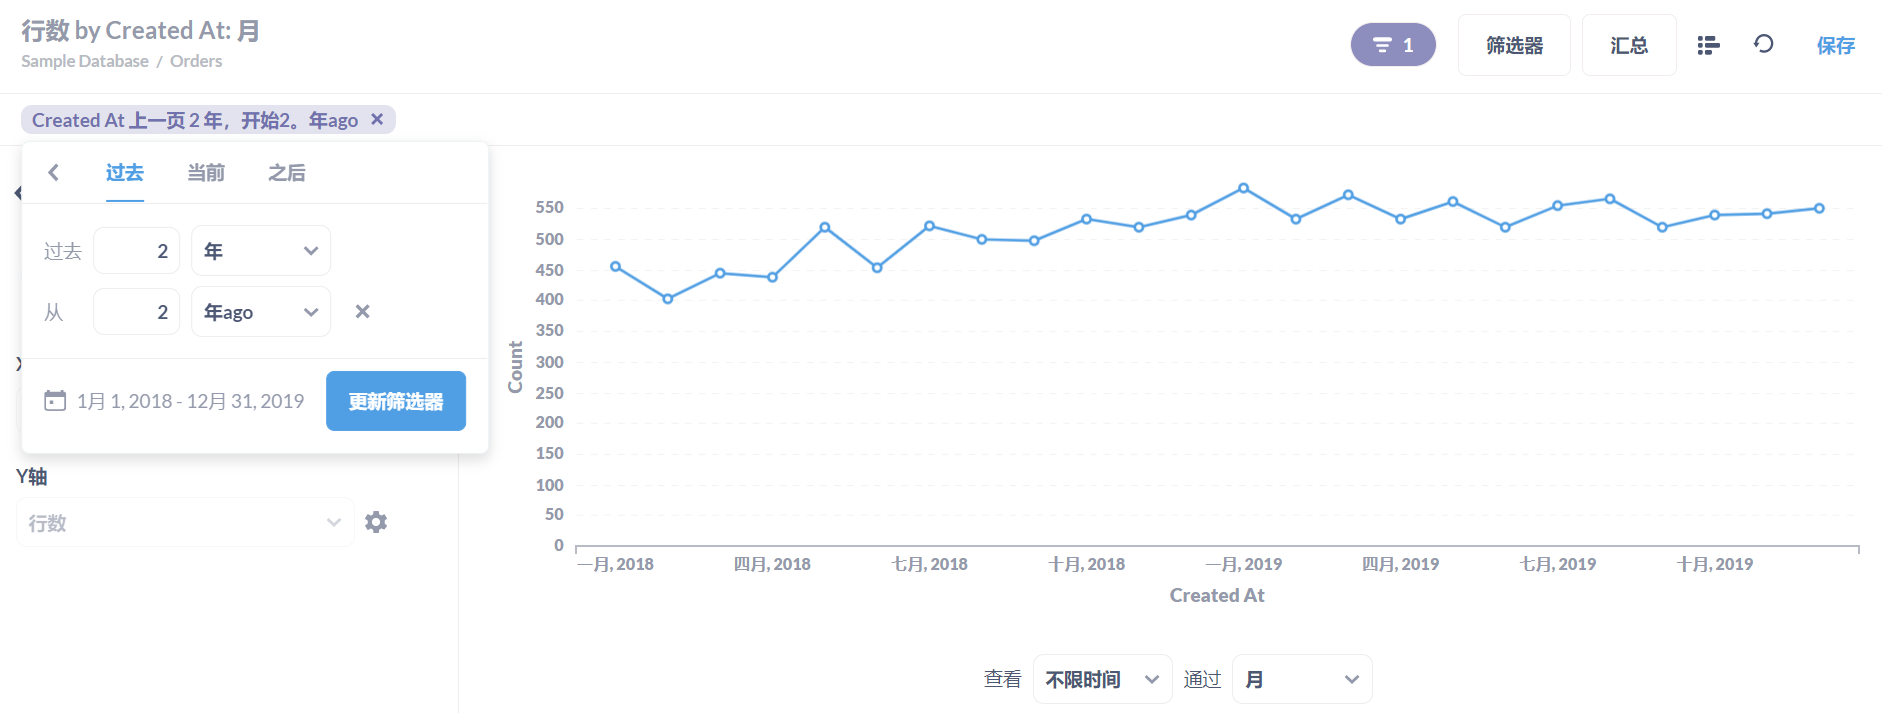 行数 by Created At: 月
Sample Database / Orders
1
筛选器
汇总
保存
Created At 上一页 2 年，开始2。年ago
过去
当前
之后
过去 2 年
从 2 年ago
1月 1, 2018 - 12月 31, 2019
更新筛选器
Y轴
行数
Count
550
500
450
400
350
300
250
200
150
100
50
0
一月, 2018
四月, 2018
七月, 2018
十月, 2018
一月, 2019
四月, 2019
七月, 2019
十月, 2019
Created At
查看 不限时间 通过 月